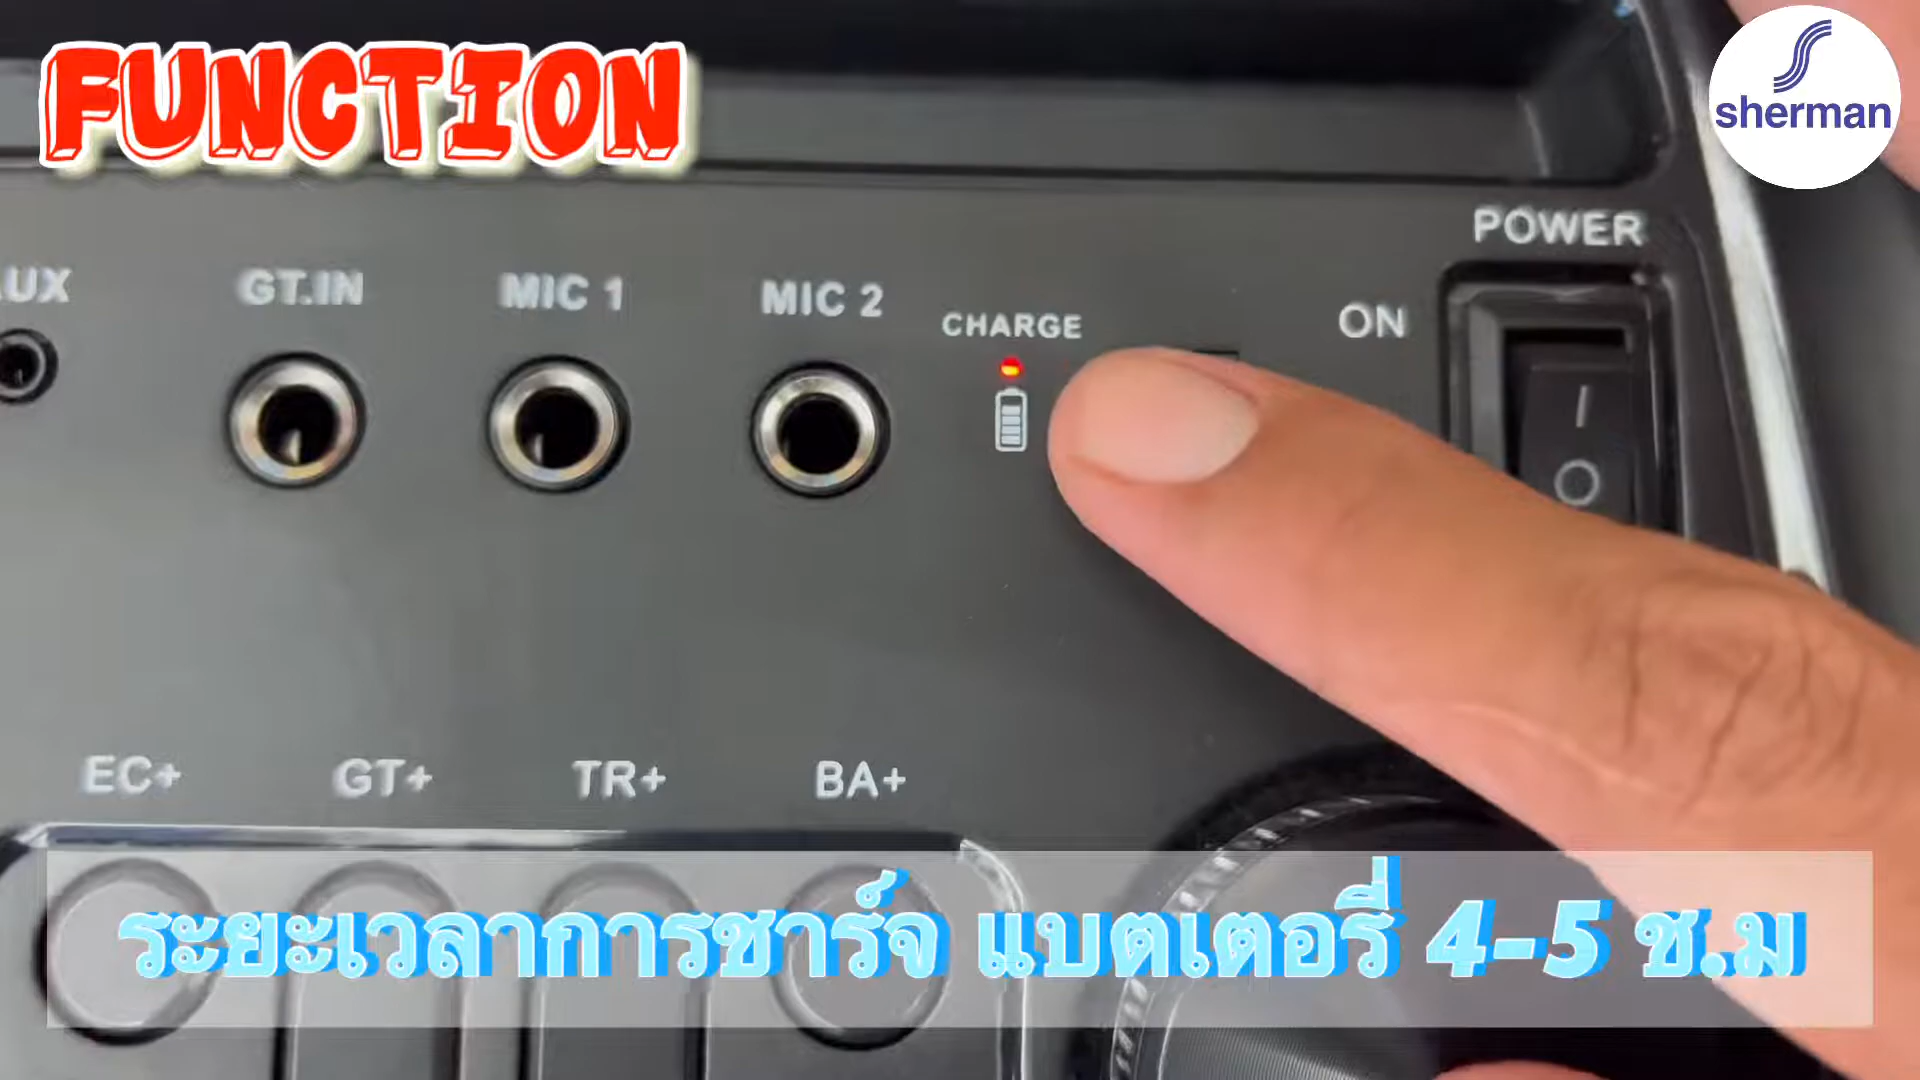 FUNCTION
sherman
POWER
AUX
GT.IN
MIC 1
MIC 2
CHARGE
ON
EC+
GT+
TR+
BA+
ระยะเวลาการชาร์จ แบตเตอรี่ 4-5 ช.ม